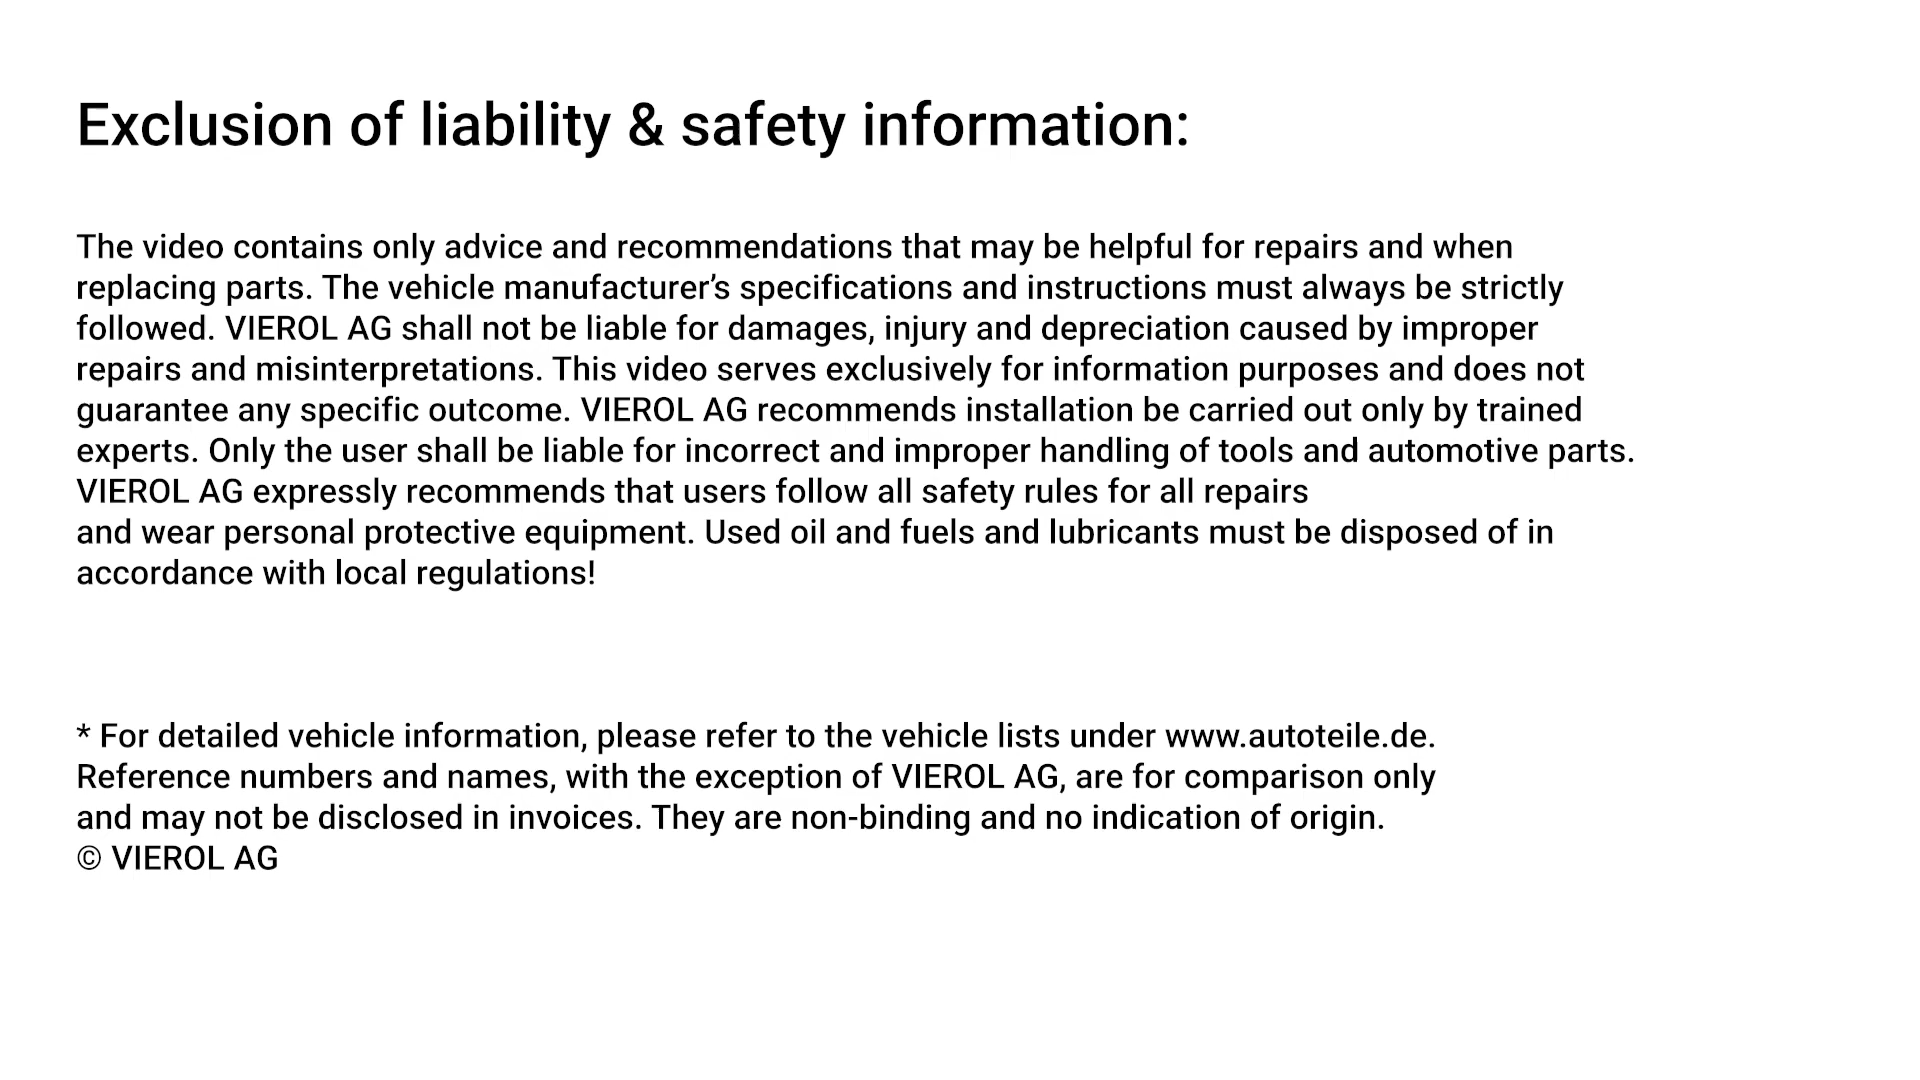 Exclusion of liability & safety information:
The video contains only advice and recommendations that may be helpful for repairs and when
replacing parts. The vehicle manufacturer’s specifications and instructions must always be strictly
followed. VIEROL AG shall not be liable for damages, injury and depreciation caused by improper
repairs and misinterpretations. This video serves exclusively for information purposes and does not
guarantee any specific outcome. VIEROL AG recommends installation be carried out only by trained
experts. Only the user shall be liable for incorrect and improper handling of tools and automotive parts.
VIEROL AG expressly recommends that users follow all safety rules for all repairs
and wear personal protective equipment. Used oil and fuels and lubricants must be disposed of in
accordance with local regulations!
* For detailed vehicle information, please refer to the vehicle lists under www.autoteile.de.
Reference numbers and names, with the exception of VIEROL AG, are for comparison only
and may not be disclosed in invoices. They are non-binding and no indication of origin.
© VIEROL AG